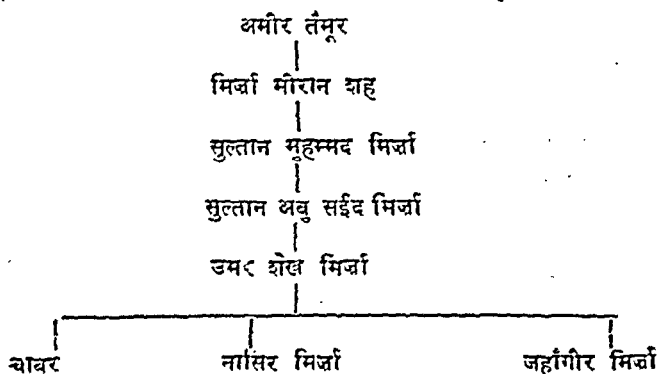 अमीर तैमूर
मिर्ज़ा मीरान शाह
सुल्तान मुहम्मद मिर्ज़ा
सुल्तान अबु सईद मिर्ज़ा
उमर शेख मिर्ज़ा
बाबर नासिर मिर्ज़ा जहाँगीर मिर्ज़ा